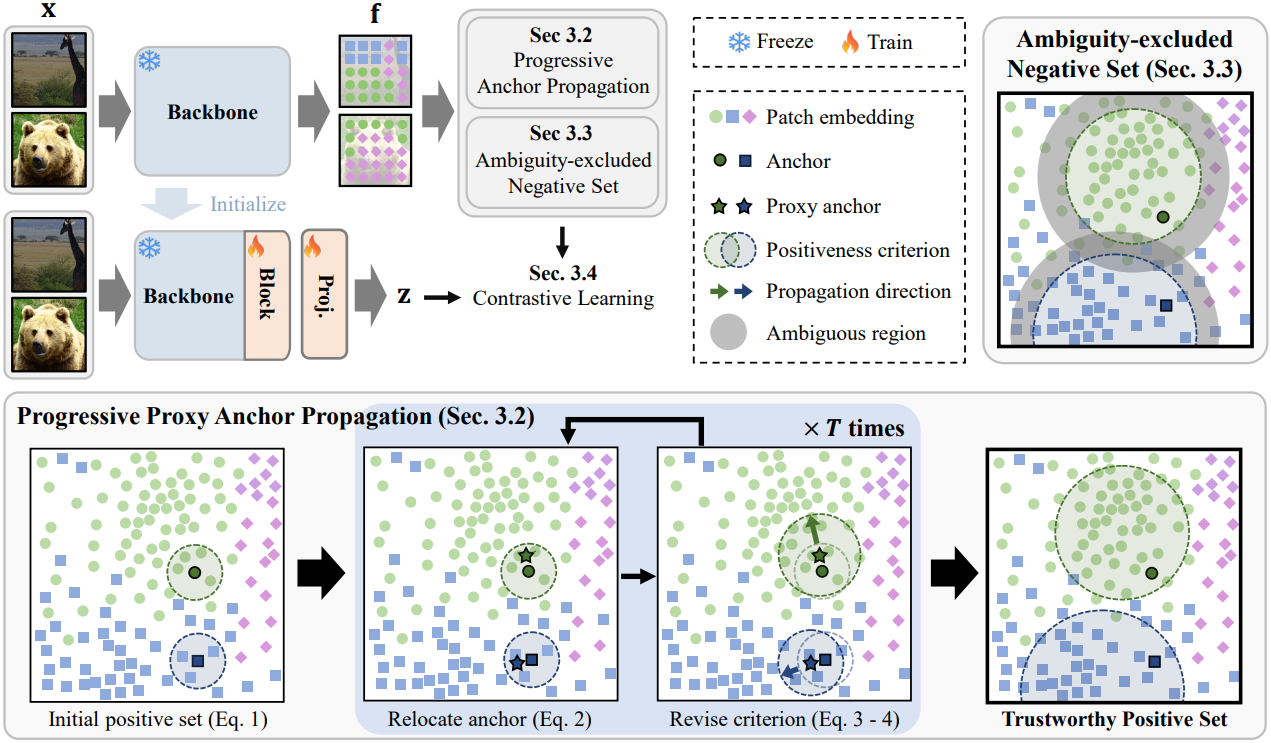 x
Backbone
f
Sec 3.2
Progressive
Anchor Propagation
Sec 3.3
Ambiguity-excluded
Negative Set
Initialize
Backbone
Block
Proj.
z
Sec. 3.4
Contrastive Learning
Freeze
Train
Patch embedding
Anchor
Proxy anchor
Positiveness criterion
Propagation direction
Ambiguous region
Ambiguity-excluded
Negative Set (Sec. 3.3)
Progressive Proxy Anchor Propagation (Sec. 3.2)
× T times
Initial positive set (Eq. 1)
Relocate anchor (Eq. 2)
Revise criterion (Eq. 3 - 4)
Trustworthy Positive Set